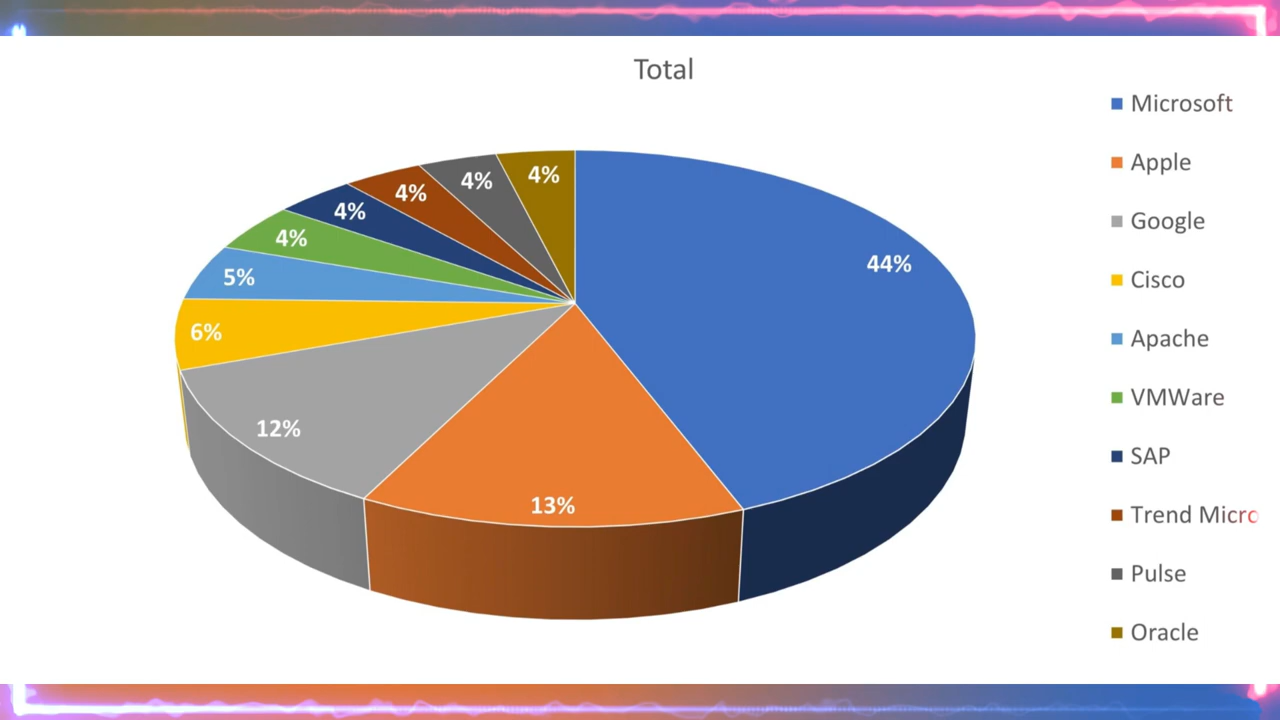 Total
Microsoft
Apple
Google
Cisco
Apache
VMWare
SAP
Trend Micro
Pulse
Oracle
4%
4%
4%
4%
4%
44%
5%
6%
12%
13%